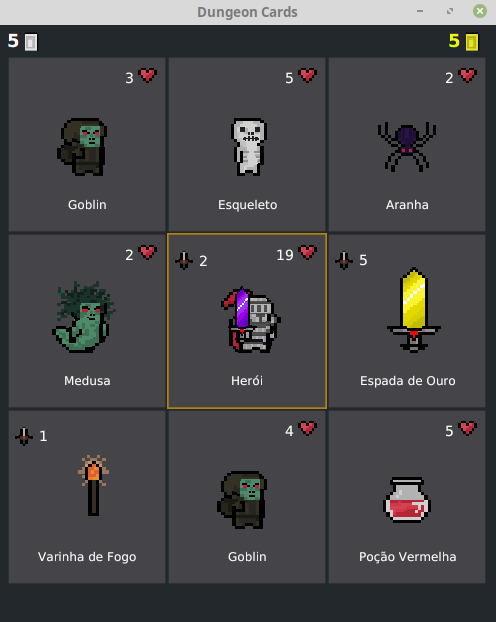 Dungeon Cards
5 5
3 5 2
Goblin Esqueleto Aranha
2 2 19 5
Medusa Herói Espada de Ouro
1 4 5
Varinha de Fogo Goblin Poção Vermelha